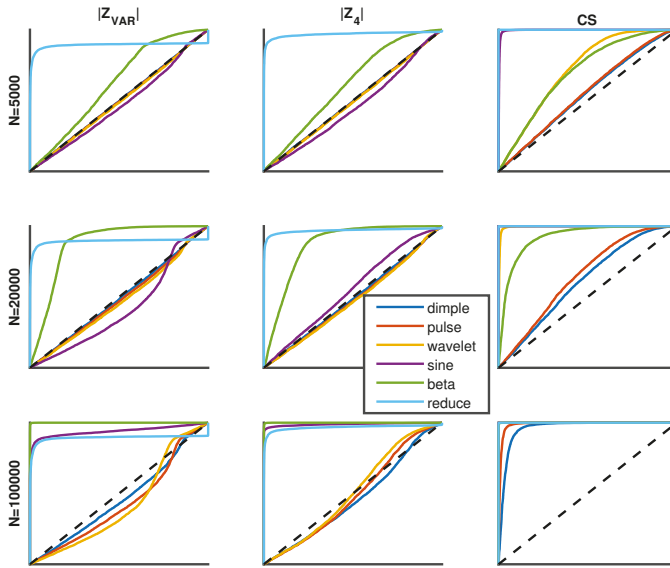 |Z_VAR|
|Z_4|
CS
N=5000
N=20000
N=100000
dimple
pulse
wavelet
sine
beta
reduce